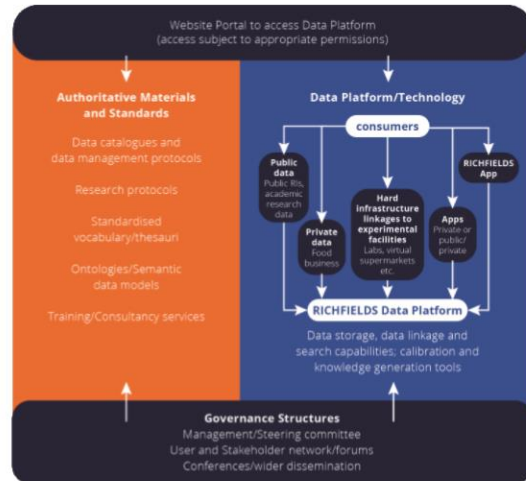 Website Portal to access Data Platform
(access subject to appropriate permissions)
Authoritative Materials
and Standards
Data catalogues and
data management protocols
Research protocols
Standardised
vocabulary/thesauri
Ontologies/Semantic
data models
Training/Consultancy services
Data Platform/Technology
consumers
Public
data
Public RIs,
academic
research
data
Private
data
Food
business
Hard
infrastructure
linkages to
experimental
facilities
Labs, virtual
supermarkets
etc.
Apps
Private or
public/
private
RICHFIELDS
App
RICHFIELDS Data Platform
Data storage, data linkage and
search capabilities; calibration and
knowledge generation tools
Governance Structures
Management/Steering committee
User and Stakeholder network/forums
Conferences/wider dissemination